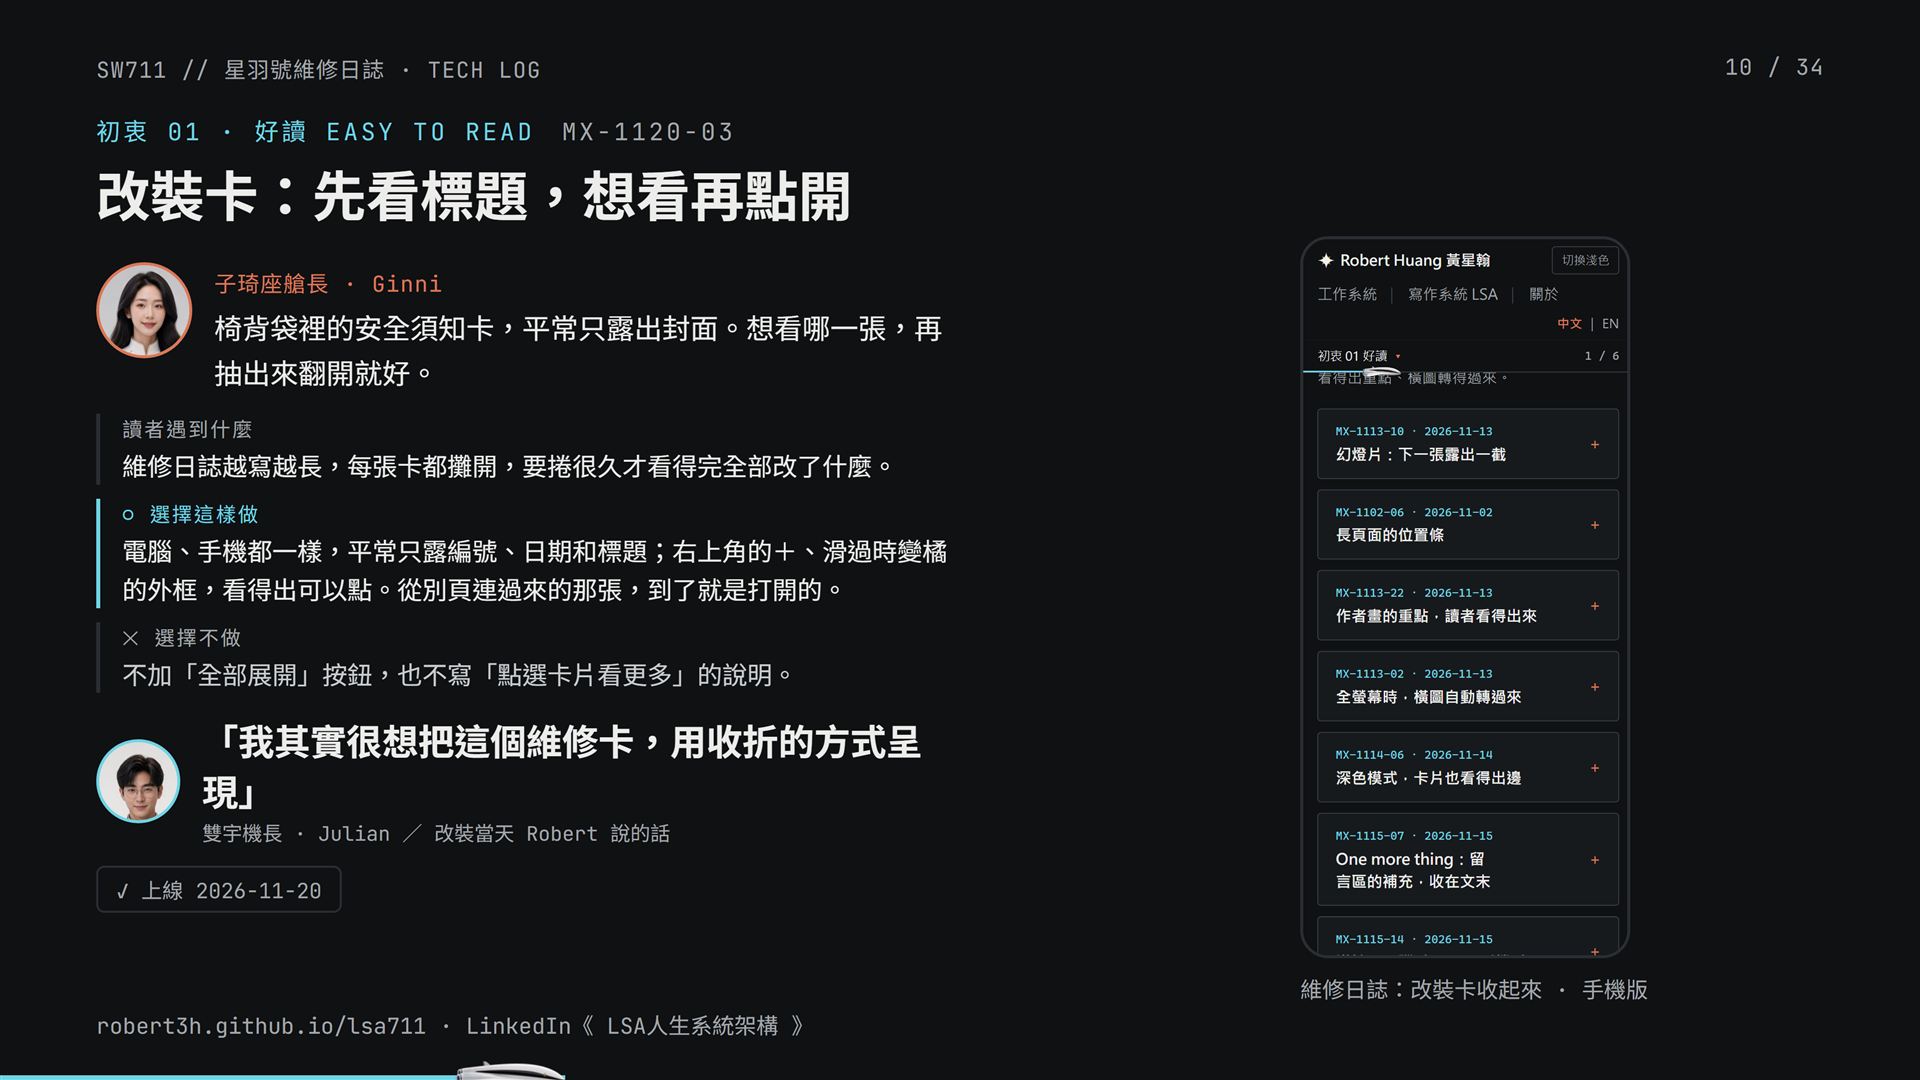 SW711 // 星羽號維修日誌 · TECH LOG
10 / 34
初衷 01 · 好讀 EASY TO READ MX-1120-03
改裝卡：先看標題，想看再點開
子琦座艙長 · Ginni
椅背袋裡的安全須知卡，平常只露出封面。想看哪一張，再
抽出來翻開就好。
讀者遇到什麼
維修日誌越寫越長，每張卡都攤開，要捲很久才看得完全部改了什麼。
○ 選擇這樣做
電腦、手機都一樣，平常只露編號、日期和標題；右上角的＋、滑過時變橘
的外框，看得出可以點。從別頁連過來的那張，到了就是打開的。
✕ 選擇不做
不加「全部展開」按鈕，也不寫「點選卡片看更多」的說明。
「我其實很想把這個維修卡，用收折的方式呈
現」
雙宇機長 · Julian ／ 改裝當天 Robert 說的話
✓ 上線 2026-11-20
robert3h.github.io/lsa711 · LinkedIn《 LSA人生系統架構 》
✦ Robert Huang 黃星翰
切換淺色
工作系統 | 寫作系統 LSA | 關於
中文 | EN
初衷 01 好讀 ▾
1 / 6
看得出重點、橫圖轉得過來。
MX-1113-10 · 2026-11-13
幻燈片：下一張露出一截
+
MX-1102-06 · 2026-11-02
長頁面的位置條
+
MX-1113-22 · 2026-11-13
作者畫的重點，讀者看得出來
+
MX-1113-02 · 2026-11-13
全螢幕時，橫圖自動轉過來
+
MX-1114-06 · 2026-11-14
深色模式，卡片也看得出邊
+
MX-1115-07 · 2026-11-15
One more thing：留
言區的補充，收在文末
+
MX-1115-14 · 2026-11-15
+
維修日誌：改裝卡收起來 · 手機版